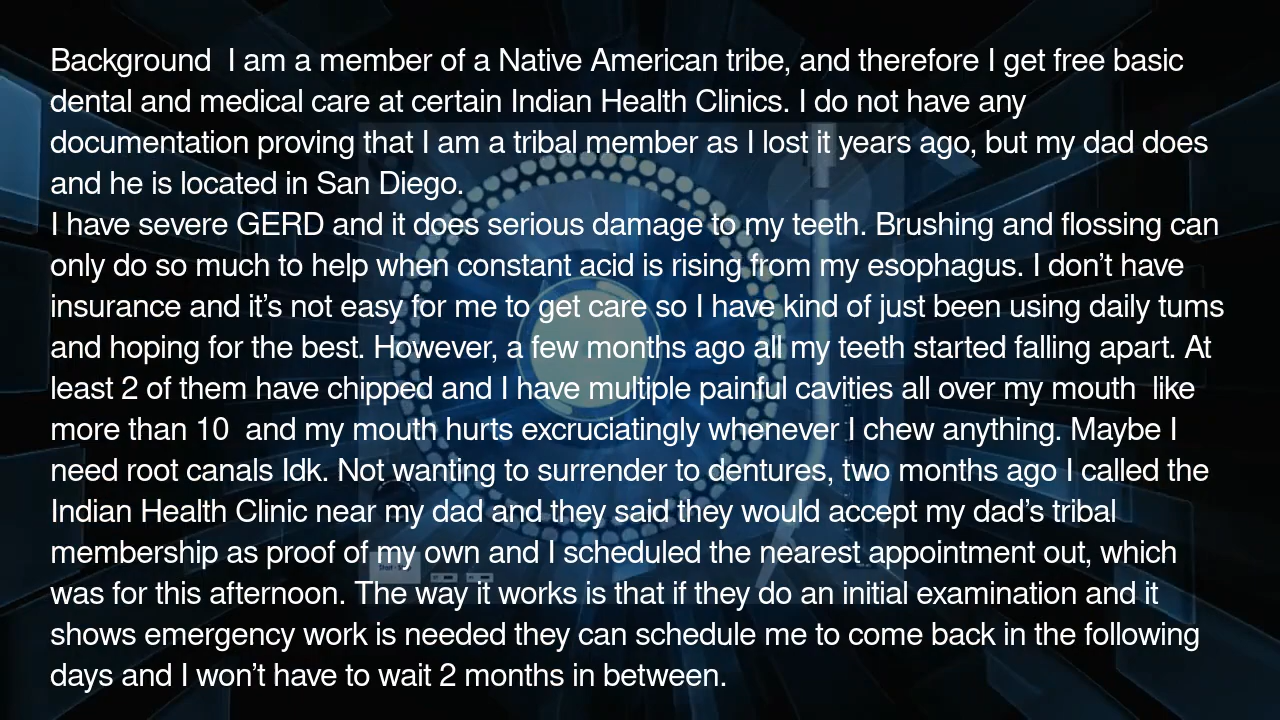 Background  I am a member of a Native American tribe, and therefore I get free basic
dental and medical care at certain Indian Health Clinics. I do not have any
documentation proving that I am a tribal member as I lost it years ago, but my dad does
and he is located in San Diego.
I have severe GERD and it does serious damage to my teeth. Brushing and flossing can
only do so much to help when constant acid is rising from my esophagus. I don’t have
insurance and it’s not easy for me to get care so I have kind of just been using daily tums
and hoping for the best. However, a few months ago all my teeth started falling apart. At
least 2 of them have chipped and I have multiple painful cavities all over my mouth  like
more than 10  and my mouth hurts excruciatingly whenever I chew anything. Maybe I
need root canals Idk. Not wanting to surrender to dentures, two months ago I called the
Indian Health Clinic near my dad and they said they would accept my dad’s tribal
membership as proof of my own and I scheduled the nearest appointment out, which
was for this afternoon. The way it works is that if they do an initial examination and it
shows emergency work is needed they can schedule me to come back in the following
days and I won’t have to wait 2 months in between.